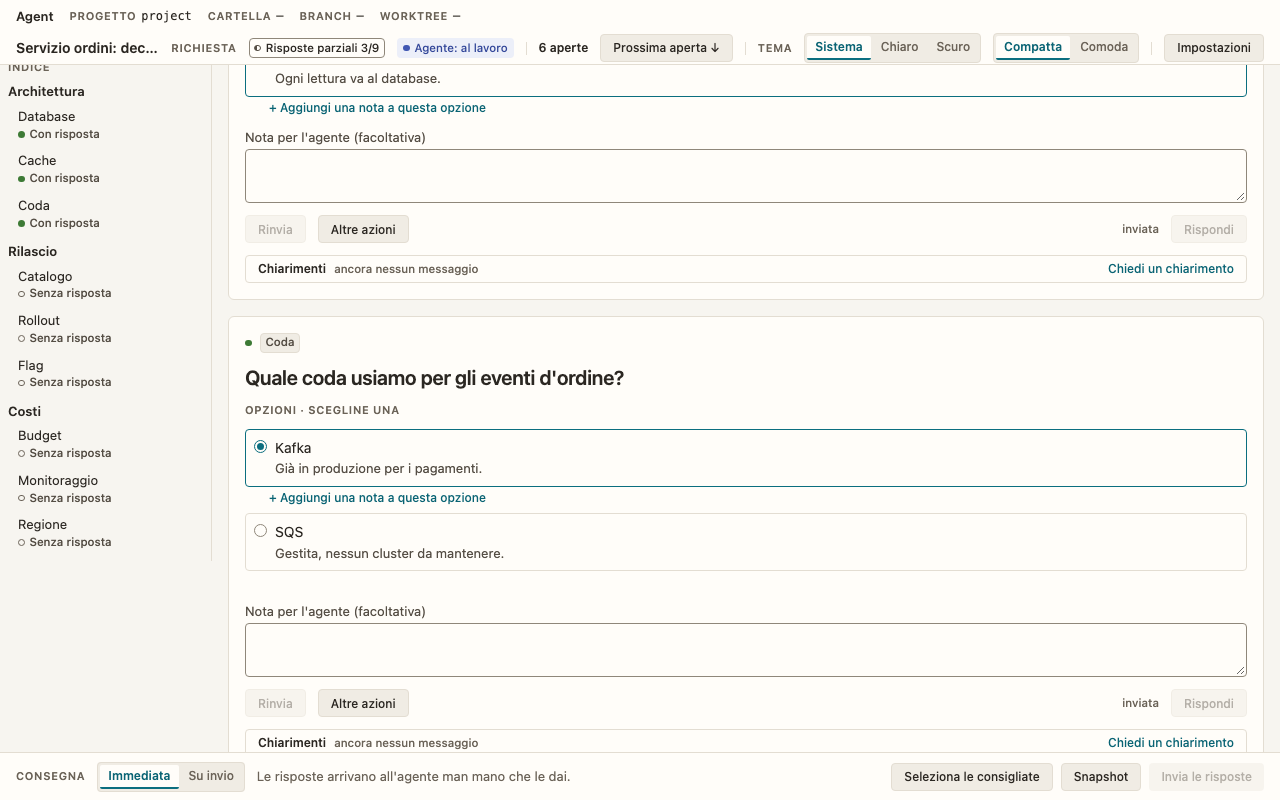 Agent PROGETTO project CARTELLA – BRANCH – WORKTREE –
Servizio ordini: dec... RICHIESTA Risposte parziali 3/9 Agente: al lavoro 6 aperte Prossima aperta ↓ TEMA Sistema Chiaro Scuro Compatta Comoda Impostazioni
INDICE
Architettura
Database
Con risposta
Cache
Con risposta
Coda
Con risposta
Rilascio
Catalogo
Senza risposta
Rollout
Senza risposta
Flag
Senza risposta
Costi
Budget
Senza risposta
Monitoraggio
Senza risposta
Regione
Senza risposta
Ogni lettura va al database.
+ Aggiungi una nota a questa opzione
Nota per l'agente (facoltativa)
Rinvia Altre azioni inviata Rispondi
Chiarimenti ancora nessun messaggio Chiedi un chiarimento
Coda
Quale coda usiamo per gli eventi d'ordine?
OPZIONI · SCEGLINE UNA
Kafka
Già in produzione per i pagamenti.
+ Aggiungi una nota a questa opzione
SQS
Gestita, nessun cluster da mantenere.
Nota per l'agente (facoltativa)
Rinvia Altre azioni inviata Rispondi
Chiarimenti ancora nessun messaggio Chiedi un chiarimento
CONSEGNA Immediata Su invio Le risposte arrivano all'agente man mano che le dai. Seleziona le consigliate Snapshot Invia le risposte